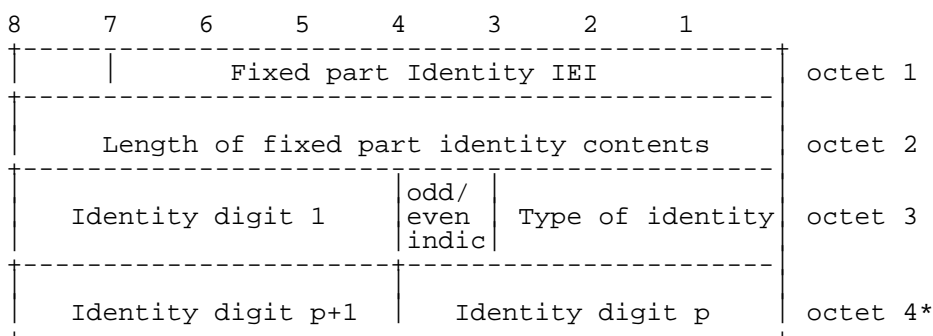 8 7 6 5 4 3 2 1
Fixed part Identity IEI octet 1
Length of fixed part identity contents octet 2
odd/
Identity digit 1 even Type of identity octet 3
indic
Identity digit p+1 Identity digit p octet 4*